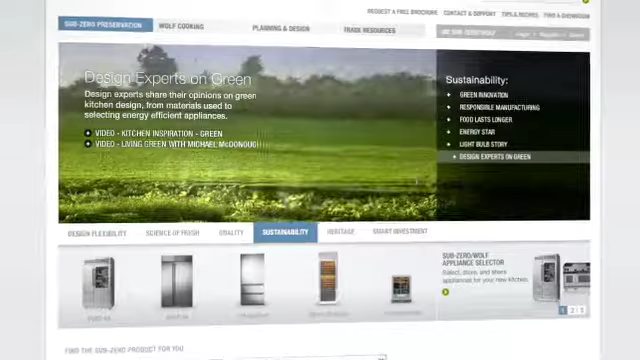 REQUEST A FREE BROCHURE CONTACT & SUPPORT TIPS & RECIPES FIND A SHOWROOM
SUB-ZERO PRESERVATION WOLF COOKING PLANNING & DESIGN TRADE RESOURCES
Design Experts on Green
Design experts share their opinions on green
kitchen design, from materials used to
selecting energy efficient appliances.
VIDEO - KITCHEN INSPIRATION - GREEN
VIDEO - LIVING GREEN WITH MICHAEL McDONOUG
Sustainability:
GREEN INNOVATION
RESPONSIBLE MANUFACTURING
FOOD LASTS LONGER
ENERGY STAR
LIGHT BULB STORY
DESIGN EXPERTS ON GREEN
DESIGN FLEXIBILITY SCIENCE OF FRESH QUALITY SUSTAINABILITY HERITAGE SMART INVESTMENT
SUB-ZERO/WOLF
APPLIANCE SELECTOR
Select, store, and share
appliances for your new kitchen.
1 2 3
FIND THE SUB-ZERO PRODUCT FOR YOU